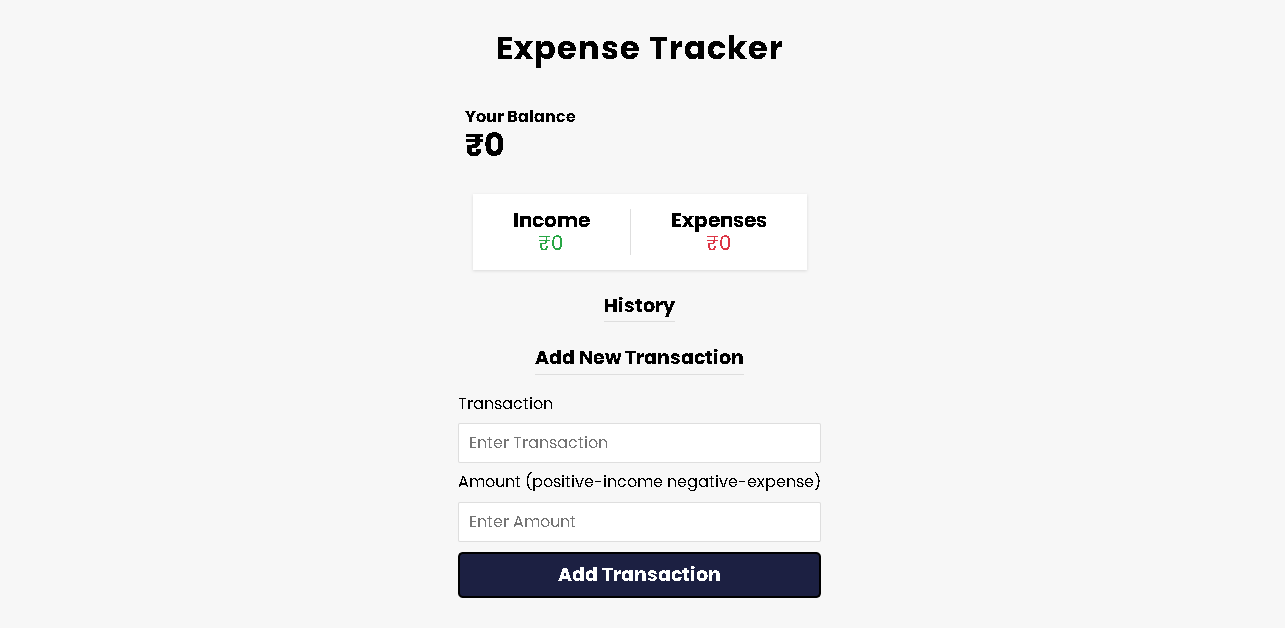 Expense Tracker
Your Balance
₹0
Income
₹0
Expenses
₹0
History
Add New Transaction
Transaction
Enter Transaction
Amount (positive-income negative-expense)
Enter Amount
Add Transaction